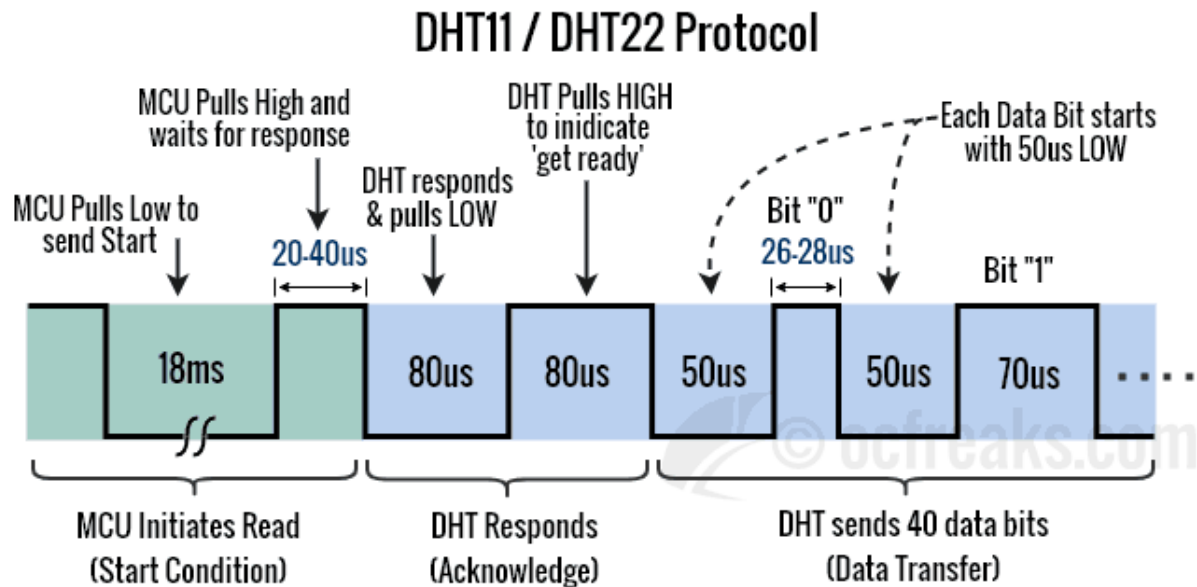 DHT11 / DHT22 Protocol
MCU Pulls High and
waits for response
DHT Pulls HIGH
to inidicate
'get ready'
Each Data Bit starts
with 50us LOW
MCU Pulls Low to
send Start
DHT responds
& pulls LOW
20-40us
Bit "0"
26-28us
Bit "1"
18ms
80us
80us
50us
50us
70us
© ocfreaks.com
MCU Initiates Read
(Start Condition)
DHT Responds
(Acknowledge)
DHT sends 40 data bits
(Data Transfer)